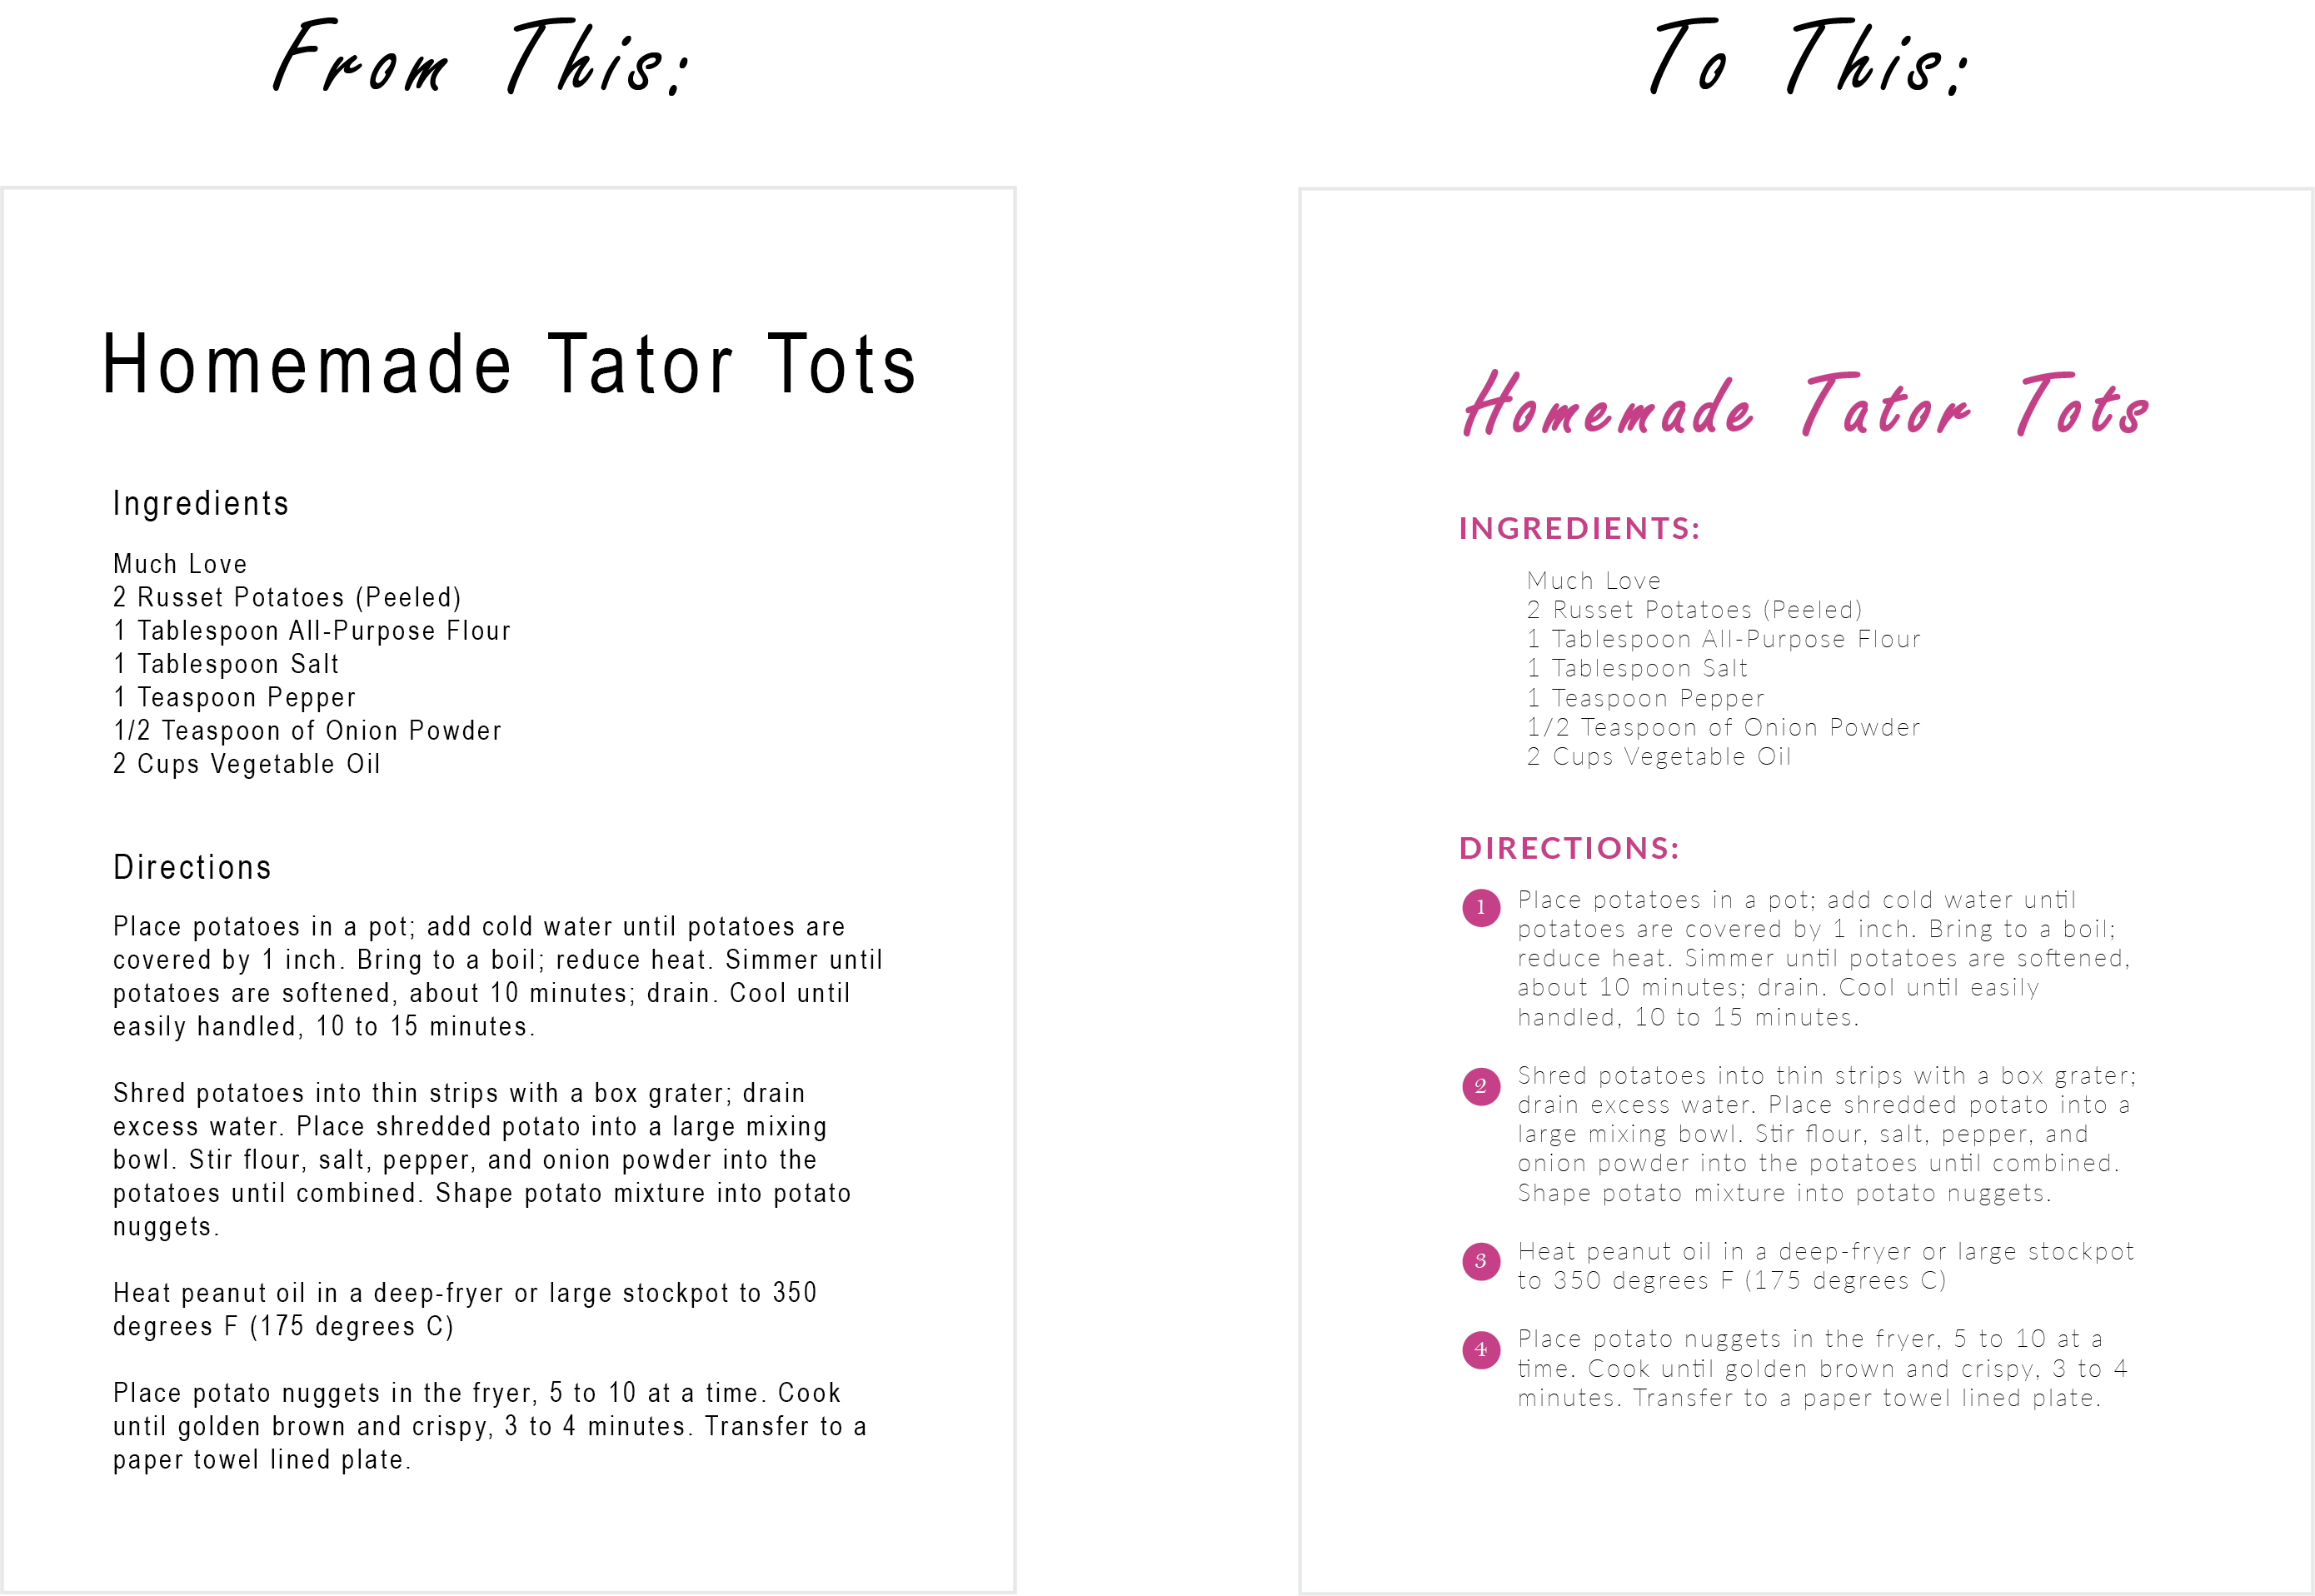 From This:
Homemade Tator Tots
Ingredients
Much Love
2 Russet Potatoes (Peeled)
1 Tablespoon All-Purpose Flour
1 Tablespoon Salt
1 Teaspoon Pepper
1/2 Teaspoon of Onion Powder
2 Cups Vegetable Oil
Directions
Place potatoes in a pot; add cold water until potatoes are
covered by 1 inch. Bring to a boil; reduce heat. Simmer until
potatoes are softened, about 10 minutes; drain. Cool until
easily handled, 10 to 15 minutes.
Shred potatoes into thin strips with a box grater; drain
excess water. Place shredded potato into a large mixing
bowl. Stir flour, salt, pepper, and onion powder into the
potatoes until combined. Shape potato mixture into potato
nuggets.
Heat peanut oil in a deep-fryer or large stockpot to 350
degrees F (175 degrees C)
Place potato nuggets in the fryer, 5 to 10 at a time. Cook
until golden brown and crispy, 3 to 4 minutes. Transfer to a
paper towel lined plate.
To This:
Homemade Tator Tots
INGREDIENTS:
Much Love
2 Russet Potatoes (Peeled)
1 Tablespoon All-Purpose Flour
1 Tablespoon Salt
1 Teaspoon Pepper
1/2 Teaspoon of Onion Powder
2 Cups Vegetable Oil
DIRECTIONS:
1 Place potatoes in a pot; add cold water until
potatoes are covered by 1 inch. Bring to a boil;
reduce heat. Simmer until potatoes are softened,
about 10 minutes; drain. Cool until easily
handled, 10 to 15 minutes.
2 Shred potatoes into thin strips with a box grater;
drain excess water. Place shredded potato into a
large mixing bowl. Stir flour, salt, pepper, and
onion powder into the potatoes until combined.
Shape potato mixture into potato nuggets.
3 Heat peanut oil in a deep-fryer or large stockpot
to 350 degrees F (175 degrees C)
4 Place potato nuggets in the fryer, 5 to 10 at a
time. Cook until golden brown and crispy, 3 to 4
minutes. Transfer to a paper towel lined plate.